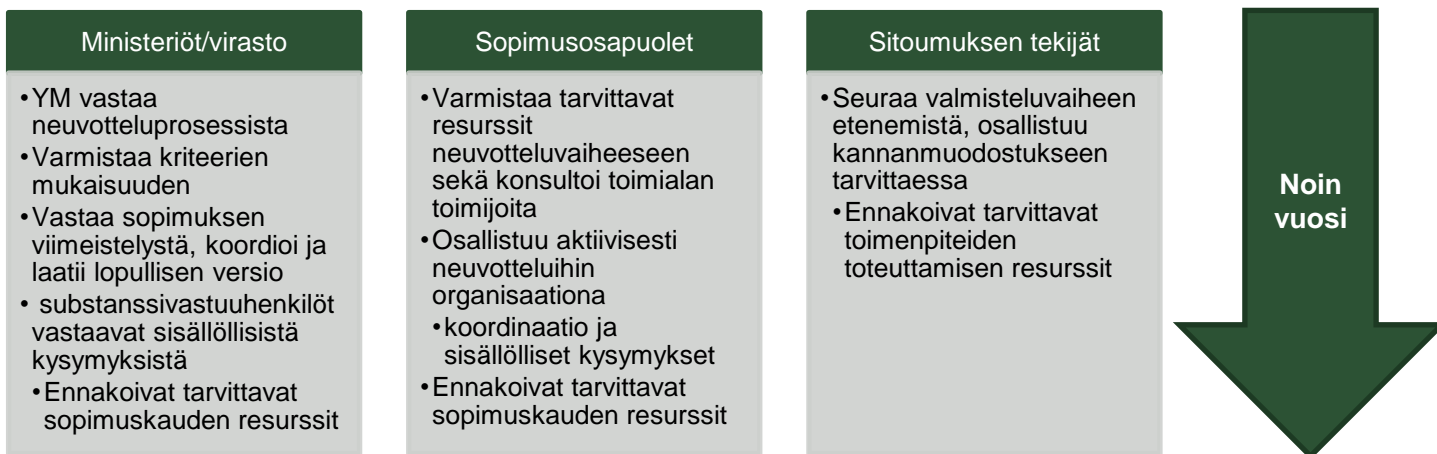 Ministeriöt/virasto
•YM vastaa
neuvotteluprosessista
•Varmistaa kriteerien
mukaisuuden
•Vastaa sopimuksen
viimeistelystä, koordioi ja
laatii lopullisen versio
• substanssivastuuhenkilöt
vastaavat sisällöllisistä
kysymyksistä
•Ennakoivat tarvittavat
sopimuskauden resurssit
Sopimusosapuolet
•Varmistaa tarvittavat
resurssit
neuvotteluvaiheeseen
sekä konsultoi toimialan
toimijoita
•Osallistuu aktiivisesti
neuvotteluihin
organisaationa
•koordinaatio ja
sisällölliset kysymykset
•Ennakoivat tarvittavat
sopimuskauden resurssit
Sitoumuksen tekijät
•Seuraa valmisteluvaiheen
etenemistä, osallistuu
kannanmuodostukseen
tarvittaessa
•Ennakoivat tarvittavat
toimenpiteiden
toteuttamisen resurssit
Noin
vuosi